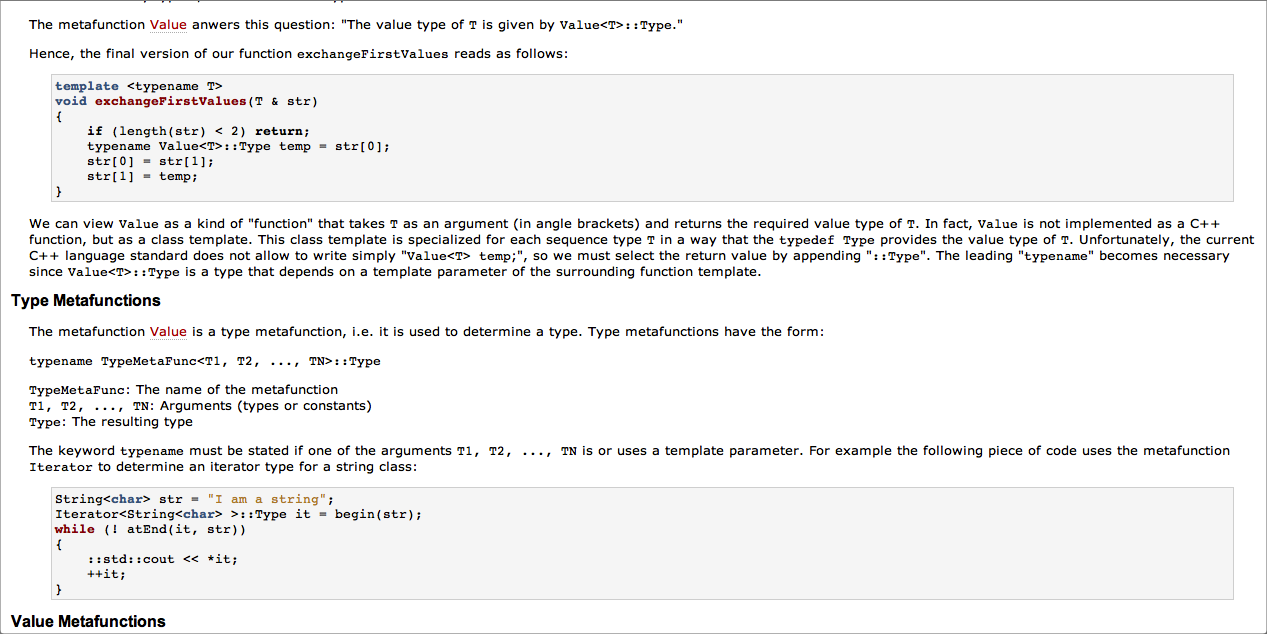 The metafunction Value anwers this question: "The value type of T is given by Value<T>::Type."
Hence, the final version of our function exchangeFirstValues reads as follows:
template <typename T>
void exchangeFirstValues(T & str)
{
    if (length(str) < 2) return;
    typename Value<T>::Type temp = str[0];
    str[0] = str[1];
    str[1] = temp;
}
We can view Value as a kind of "function" that takes T as an argument (in angle brackets) and returns the required value type of T. In fact, Value is not implemented as a C++
function, but as a class template. This class template is specialized for each sequence type T in a way that the typedef Type provides the value type of T. Unfortunately, the current
C++ language standard does not allow to write simply "Value<T> temp;", so we must select the return value by appending "::Type". The leading "typename" becomes necessary
since Value<T>::Type is a type that depends on a template parameter of the surrounding function template.
Type Metafunctions
The metafunction Value is a type metafunction, i.e. it is used to determine a type. Type metafunctions have the form:
typename TypeMetaFunc<T1, T2, ..., TN>::Type
TypeMetaFunc: The name of the metafunction
T1, T2, ..., TN: Arguments (types or constants)
Type: The resulting type
The keyword typename must be stated if one of the arguments T1, T2, ..., TN is or uses a template parameter. For example the following piece of code uses the metafunction
Iterator to determine an iterator type for a string class:
String<char> str = "I am a string";
Iterator<String<char> >::Type it = begin(str);
while (! atEnd(it, str))
{
    ::std::cout << *it;
    ++it;
}
Value Metafunctions